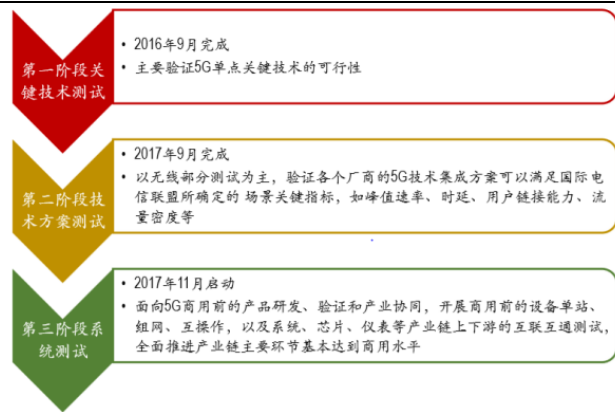 第一阶段关
键技术测试
• 2016年9月完成
• 主要验证5G单点关键技术的可行性
第二阶段技
术方案测试
• 2017年9月完成
• 以无线部分测试为主，验证各个厂商的5G技术集成方案可以满足国际电
信联盟所确定的 场景关键指标，如峰值速率、时延、用户链接能力、流
量密度等
第三阶段系
统测试
• 2017年11月启动
• 面向5G商用前的产品研发、验证和产业协同，开展商用前的设备单站、
组网、互操作，以及系统、芯片、仪表等产业链上下游的互联互通测试，
全面推进产业链主要环节基本达到商用水平